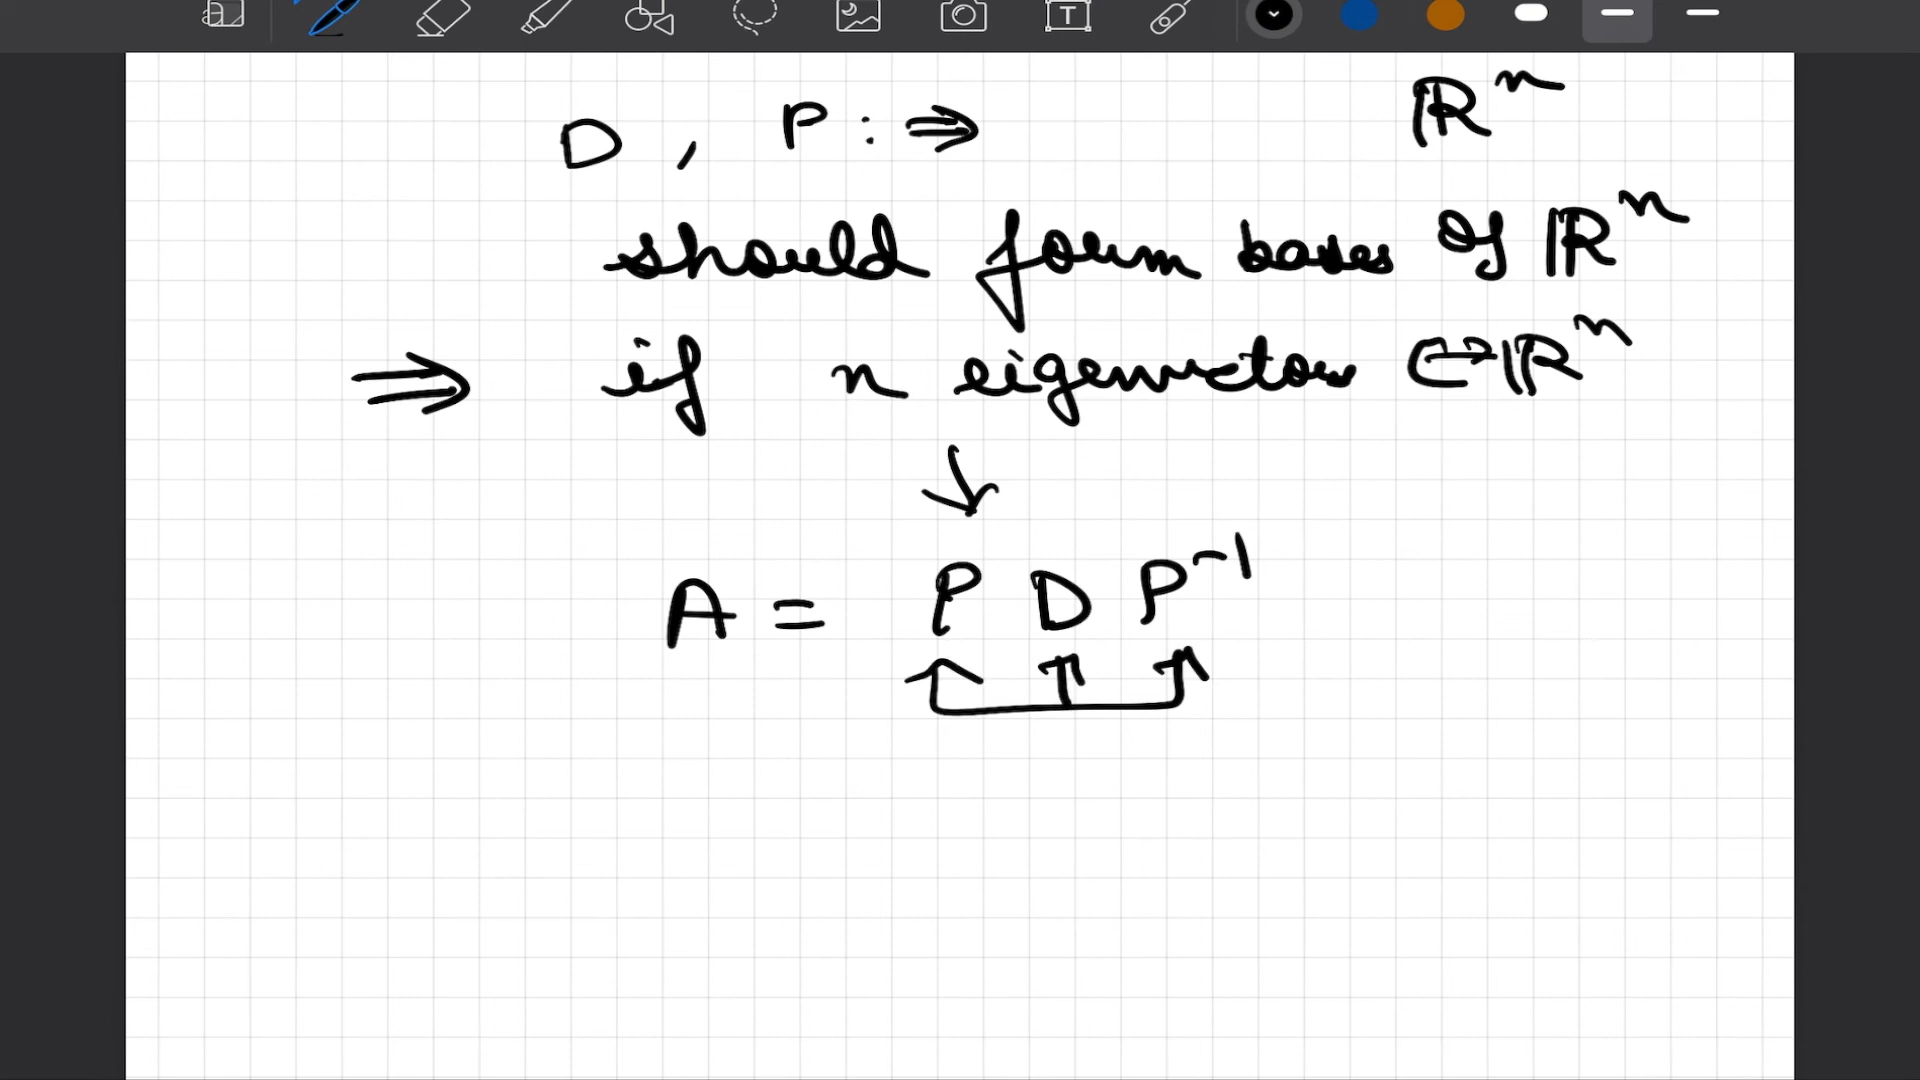 D , P : ⇒ ℝⁿ
should form bases of ℝⁿ
⇒ if n eigenvectors ↔ ℝⁿ
↓
A = P D P⁻¹